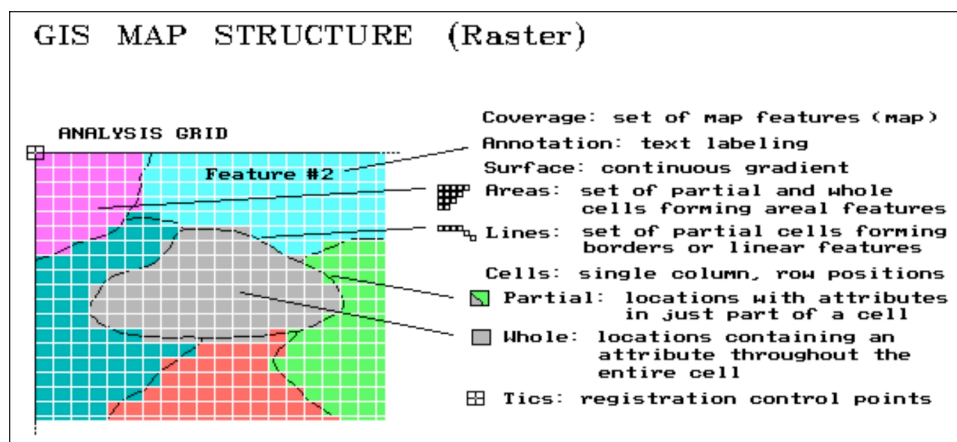 GIS MAP STRUCTURE (Raster)
ANALYSIS GRID
Feature #2
Coverage: set of map features (map)
Annotation: text labeling
Surface: continuous gradient
Areas: set of partial and whole
cells forming areal features
Lines: set of partial cells forming
borders or linear features
Cells: single column, row positions
Partial: locations with attributes
in just part of a cell
Whole: locations containing an
attribute throughout the
entire cell
Tics: registration control points